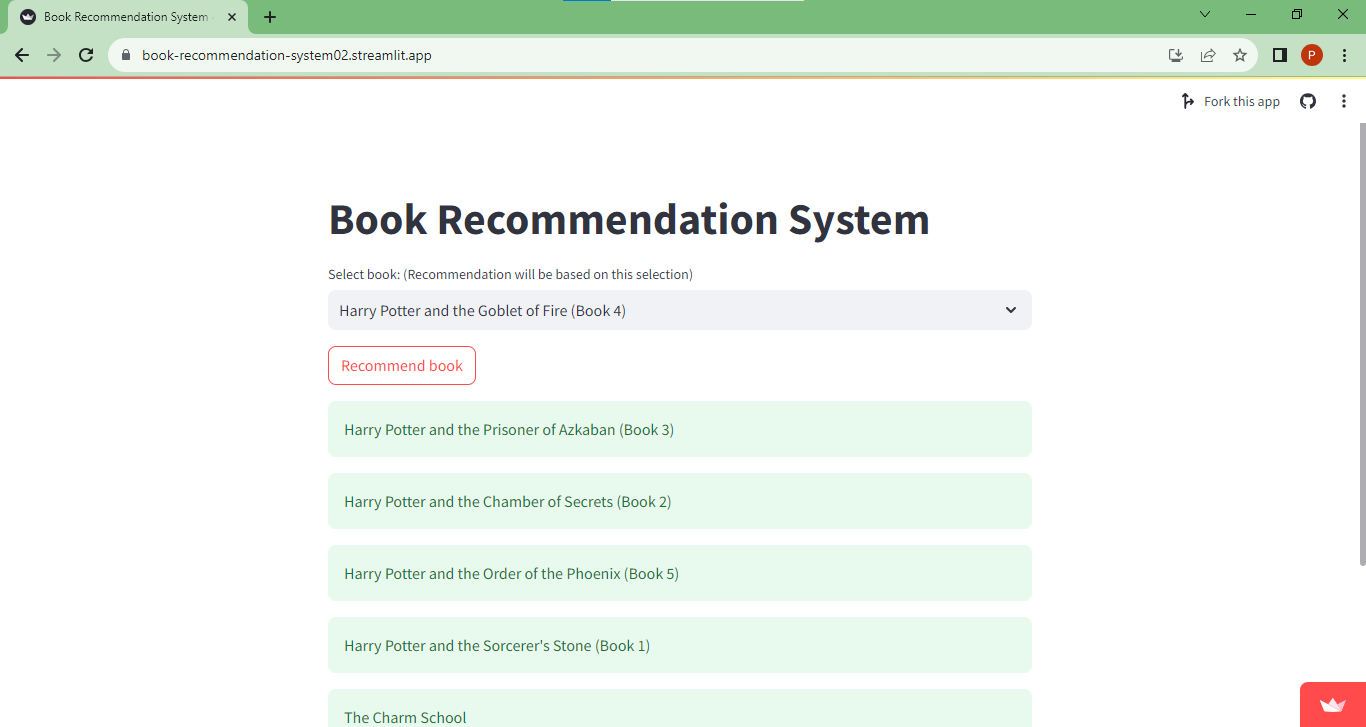 Book Recommendation System
book-recommendation-system02.streamlit.app
P
Fork this app
Book Recommendation System
Select book: (Recommendation will be based on this selection)
Harry Potter and the Goblet of Fire (Book 4)
Recommend book
Harry Potter and the Prisoner of Azkaban (Book 3)
Harry Potter and the Chamber of Secrets (Book 2)
Harry Potter and the Order of the Phoenix (Book 5)
Harry Potter and the Sorcerer's Stone (Book 1)
The Charm School